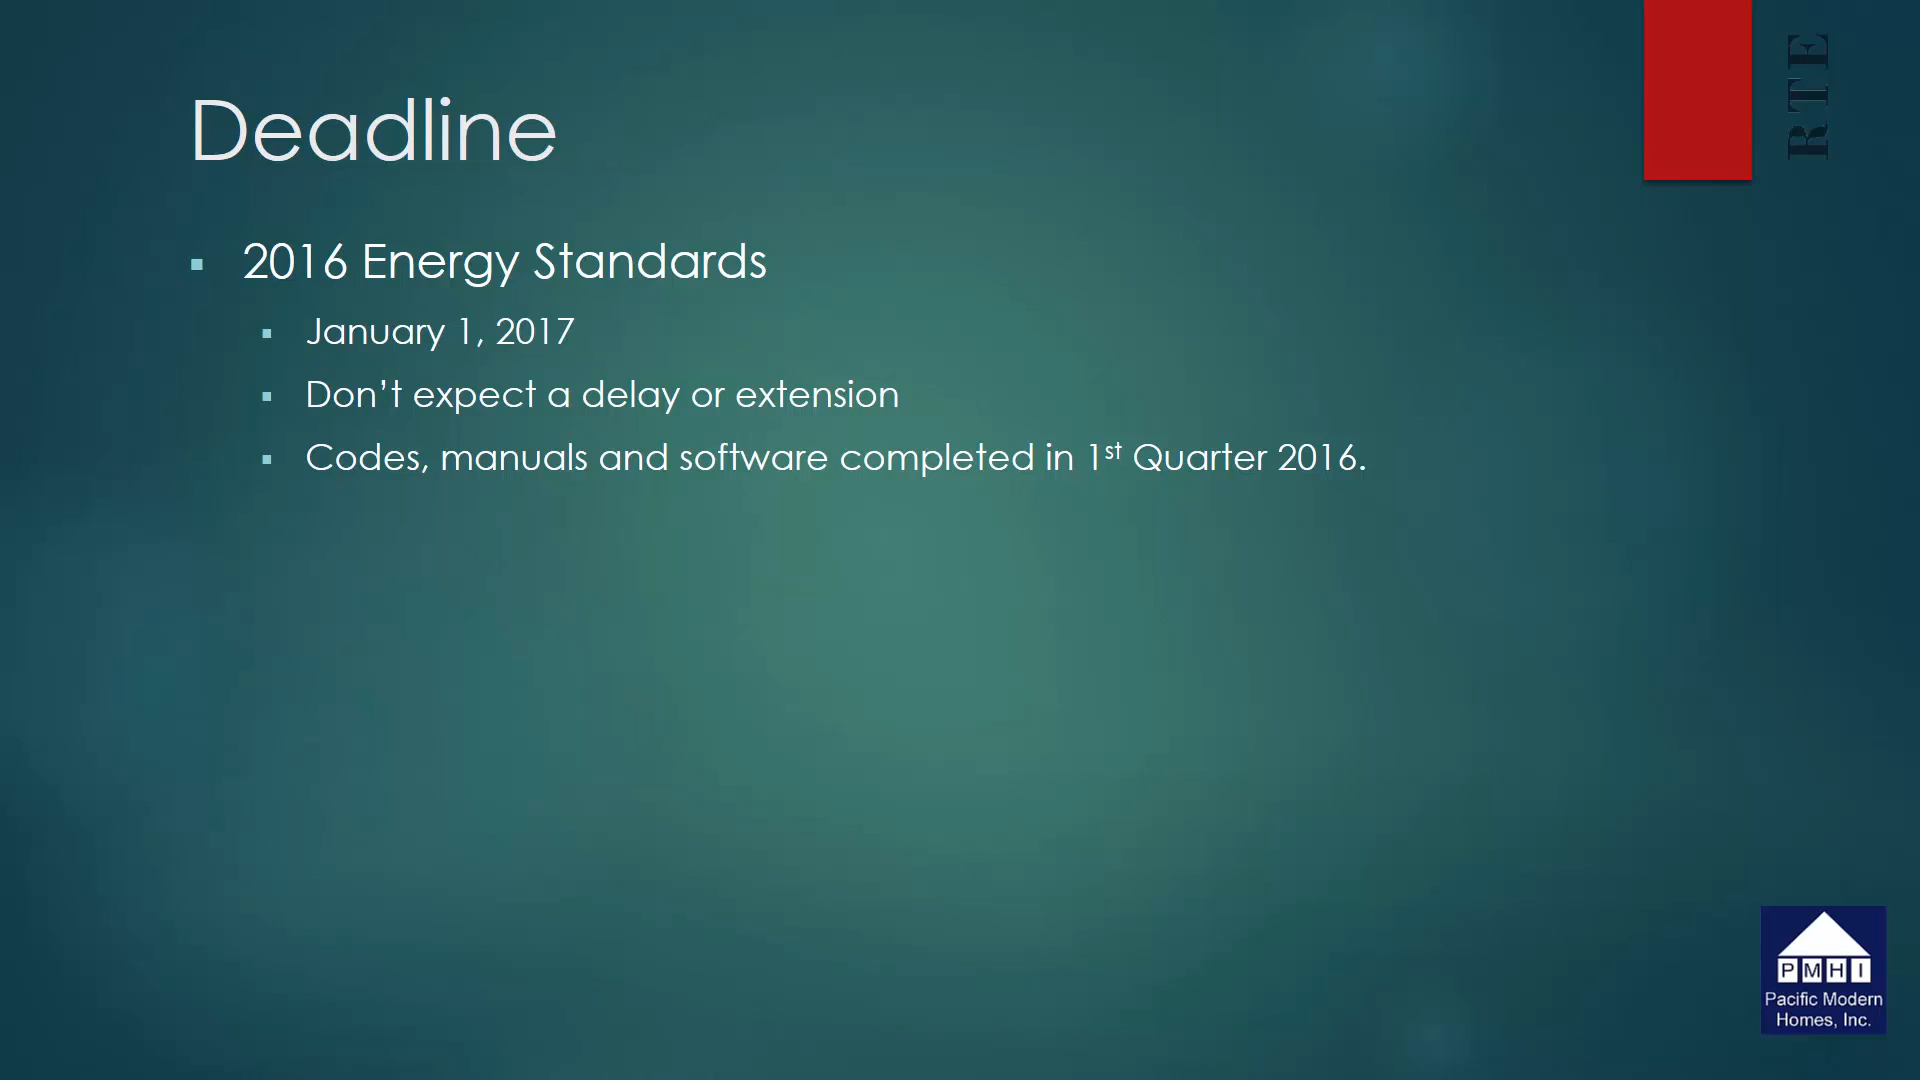 RTE
Deadline
▪ 2016 Energy Standards
▪ January 1, 2017
▪ Don’t expect a delay or extension
▪ Codes, manuals and software completed in 1st Quarter 2016.
PMHI
Pacific Modern
Homes, Inc.